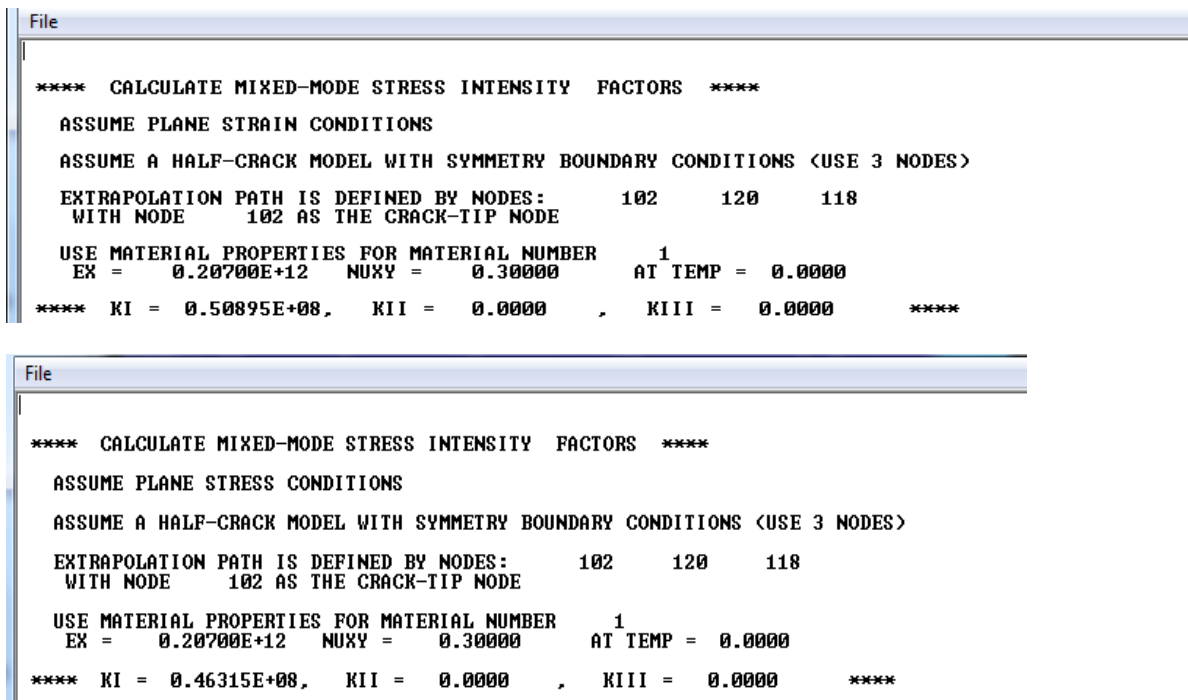 File
**** CALCULATE MIXED-MODE STRESS INTENSITY FACTORS ****
ASSUME PLANE STRAIN CONDITIONS
ASSUME A HALF-CRACK MODEL WITH SYMMETRY BOUNDARY CONDITIONS (USE 3 NODES)
EXTRAPOLATION PATH IS DEFINED BY NODES: 102 120 118
WITH NODE 102 AS THE CRACK-TIP NODE
USE MATERIAL PROPERTIES FOR MATERIAL NUMBER 1
EX = 0.20700E+12 NUXY = 0.30000 AT TEMP = 0.0000
**** KI = 0.50895E+08, KII = 0.0000 , KIII = 0.0000 ****
File
**** CALCULATE MIXED-MODE STRESS INTENSITY FACTORS ****
ASSUME PLANE STRESS CONDITIONS
ASSUME A HALF-CRACK MODEL WITH SYMMETRY BOUNDARY CONDITIONS (USE 3 NODES)
EXTRAPOLATION PATH IS DEFINED BY NODES: 102 120 118
WITH NODE 102 AS THE CRACK-TIP NODE
USE MATERIAL PROPERTIES FOR MATERIAL NUMBER 1
EX = 0.20700E+12 NUXY = 0.30000 AT TEMP = 0.0000
**** KI = 0.46315E+08, KII = 0.0000 , KIII = 0.0000 ****